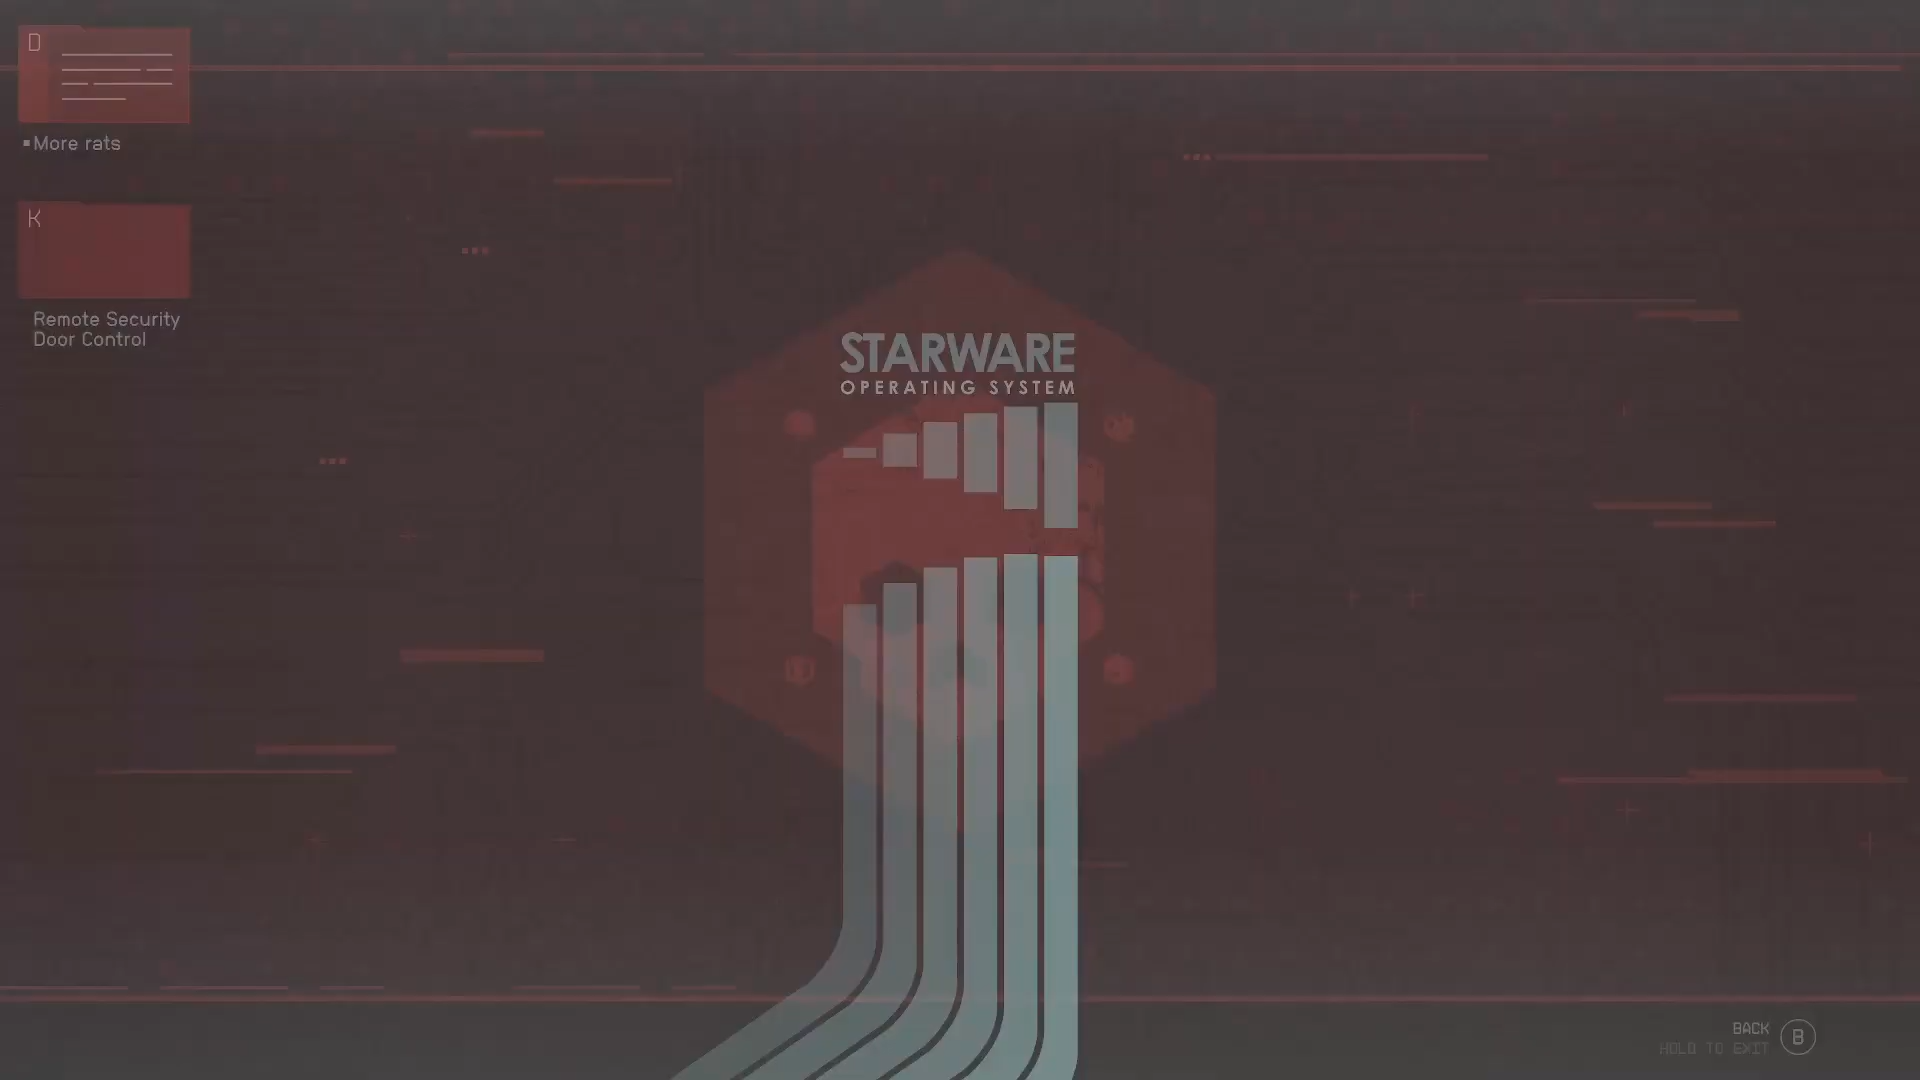 D
More rats
K
Remote Security
Door Control
STARWARE
OPERATING SYSTEM
BACK
HOLD TO EXIT
B